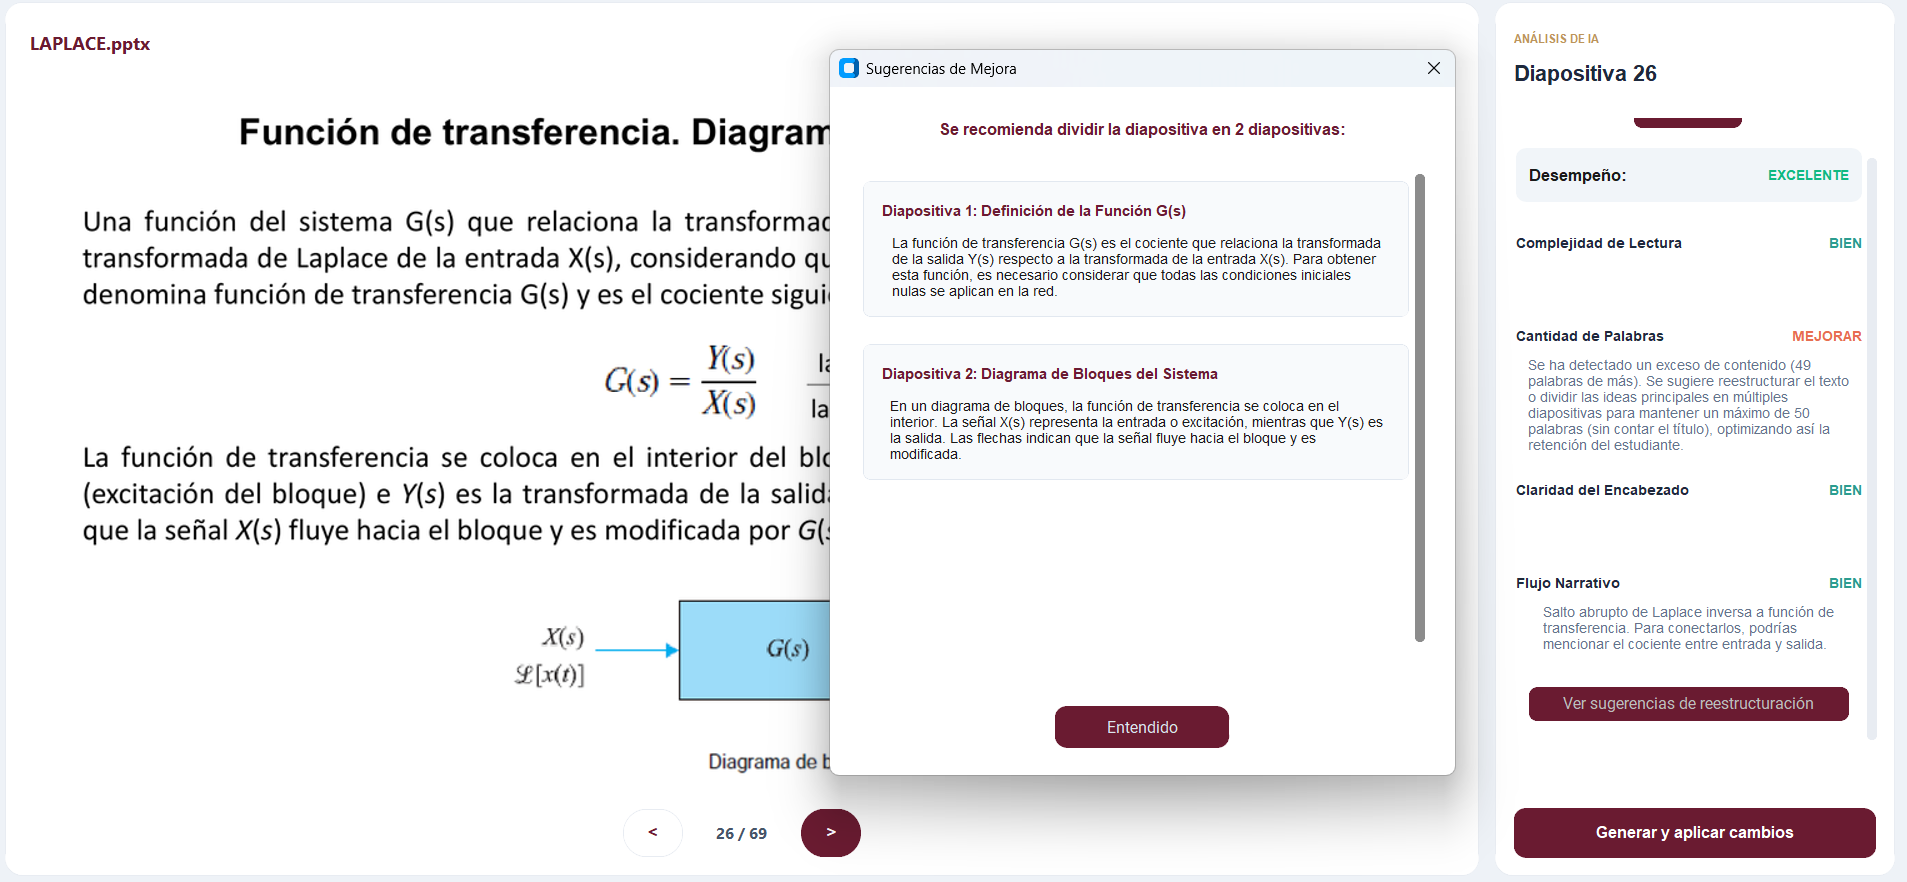 LAPLACE.pptx
Función de transferencia. Diagram
Una función del sistema G(s) que relaciona la
transformada de Laplace de la entrada X(s), considerando
denomina función de transferencia G(s) y es el cociente
G(s) = Y(s) / X(s)
La función de transferencia se coloca en el interior del
(excitación del bloque) e Y(s) es la transformada de la
que la señal X(s) fluye hacia el bloque y es modificada por
X(s)
ℒ[x(t)]
G(s)
Diagrama de
<
26 / 69
>
Sugerencias de Mejora
Se recomienda dividir la diapositiva en 2 diapositivas:
Diapositiva 1: Definición de la Función G(s)
La función de transferencia G(s) es el cociente que relaciona la transformada
de la salida Y(s) respecto a la transformada de la entrada X(s). Para obtener
esta función, es necesario considerar que todas las condiciones iniciales
nulas se aplican en la red.
Diapositiva 2: Diagrama de Bloques del Sistema
En un diagrama de bloques, la función de transferencia se coloca en el
interior. La señal X(s) representa la entrada o excitación, mientras que Y(s) es
la salida. Las flechas indican que la señal fluye hacia el bloque y es
modificada.
Entendido
ANÁLISIS DE IA
Diapositiva 26
Desempeño: EXCELENTE
Complejidad de Lectura BIEN
Cantidad de Palabras MEJORAR
Se ha detectado un exceso de contenido (49
palabras de más). Se sugiere reestructurar el texto
o dividir las ideas principales en múltiples
diapositivas para mantener un máximo de 50
palabras (sin contar el título), optimizando así la
retención del estudiante.
Claridad del Encabezado BIEN
Flujo Narrativo BIEN
Salto abrupto de Laplace inversa a función de
transferencia. Para conectarlos, podrías
mencionar el cociente entre entrada y salida.
Ver sugerencias de reestructuración
Generar y aplicar cambios